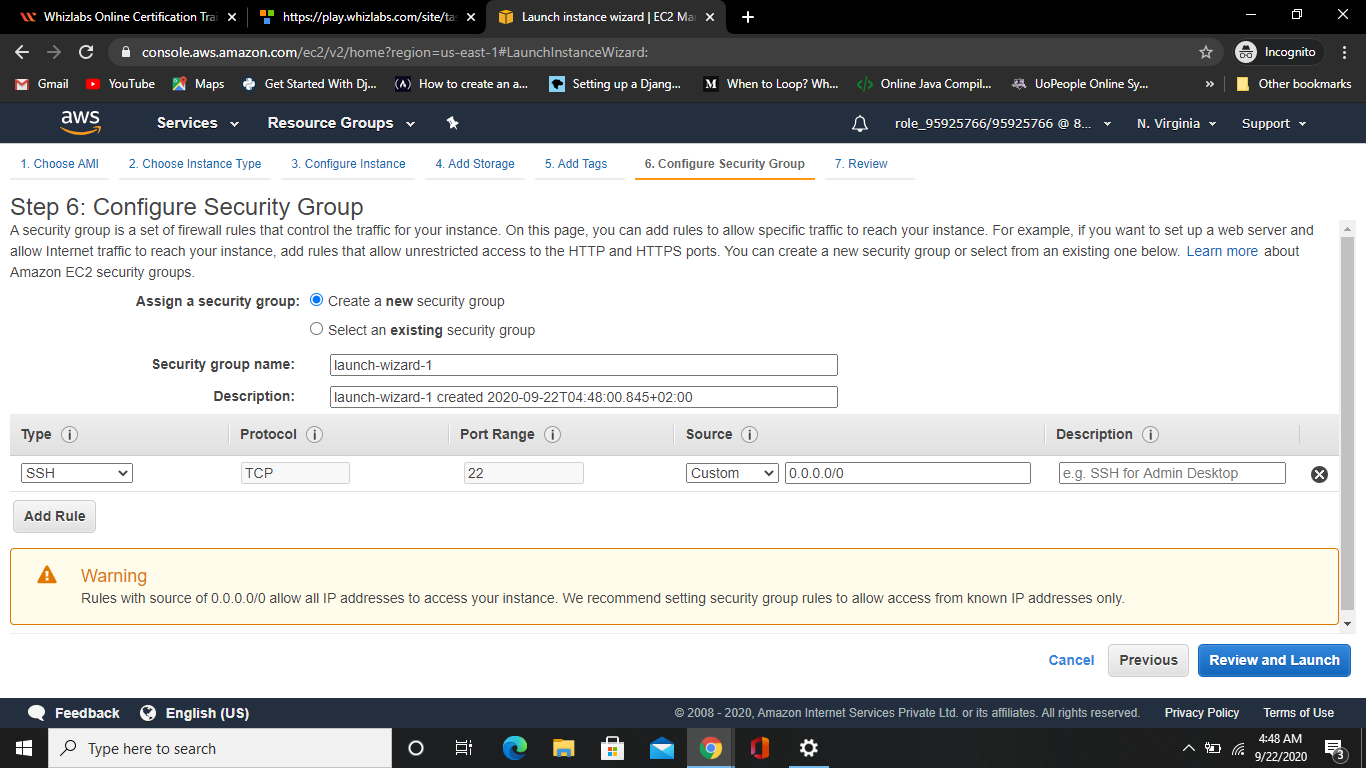 Whizlabs Online Certification Trai
https://play.whizlabs.com/site/tas
Launch instance wizard | EC2 Man
console.aws.amazon.com/ec2/v2/home?region=us-east-1#LaunchInstanceWizard:
Incognito
Gmail
YouTube
Maps
Get Started With Dj...
How to create an a...
Setting up a Djang...
M When to Loop? Wh...
Online Java Compil...
UoPeople Online Sy...
»
Other bookmarks
aws
Services
Resource Groups
role_95925766/95925766 @ 8...
N. Virginia
Support
1. Choose AMI
2. Choose Instance Type
3. Configure Instance
4. Add Storage
5. Add Tags
6. Configure Security Group
7. Review
Step 6: Configure Security Group
A security group is a set of firewall rules that control the traffic for your instance. On this page, you can add rules to allow specific traffic to reach your instance. For example, if you want to set up a web server and
allow Internet traffic to reach your instance, add rules that allow unrestricted access to the HTTP and HTTPS ports. You can create a new security group or select from an existing one below. Learn more about
Amazon EC2 security groups.
Assign a security group: Create a new security group
Select an existing security group
Security group name: launch-wizard-1
Description: launch-wizard-1 created 2020-09-22T04:48:00.845+02:00
Type i Protocol i Port Range i Source i Description i
SSH TCP 22 Custom 0.0.0.0/0 e.g. SSH for Admin Desktop
Add Rule
Warning
Rules with source of 0.0.0.0/0 allow all IP addresses to access your instance. We recommend setting security group rules to allow access from known IP addresses only.
Cancel Previous Review and Launch
Feedback English (US)
© 2008 - 2020, Amazon Internet Services Private Ltd. or its affiliates. All rights reserved. Privacy Policy Terms of Use
Type here to search
4:48 AM
9/22/2020
3